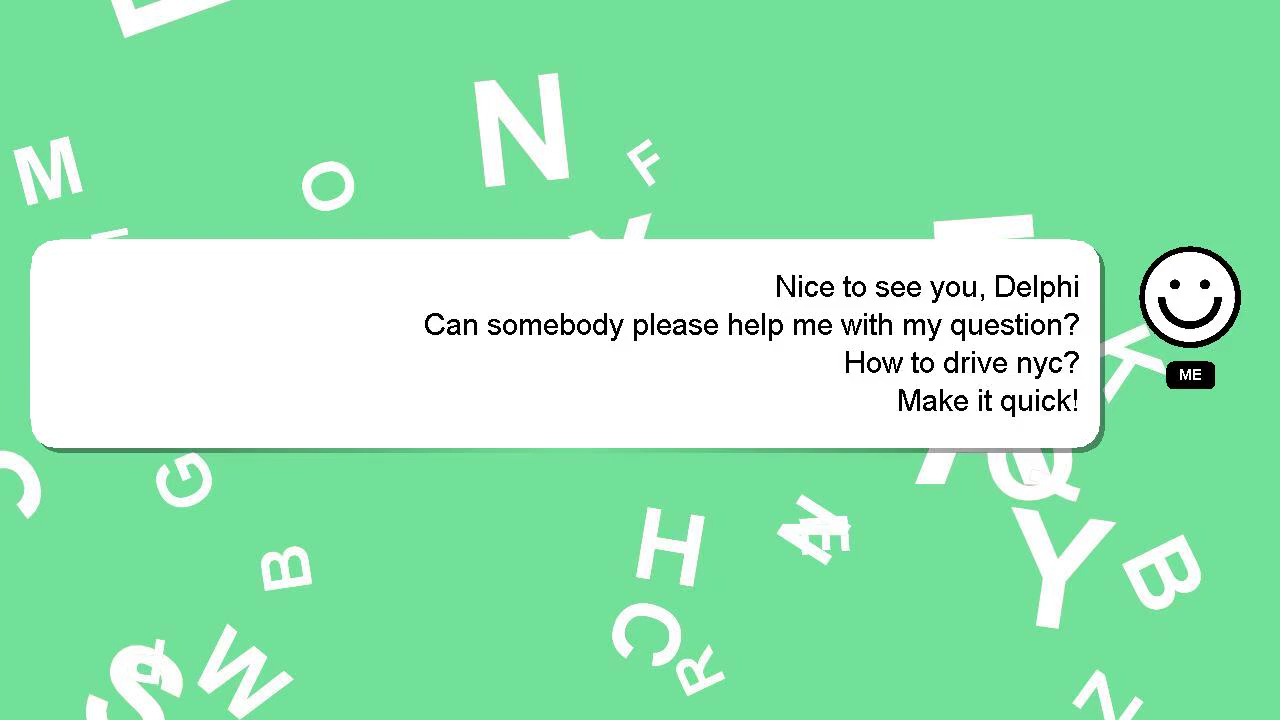 Nice to see you, Delphi
Can somebody please help me with my question?
How to drive nyc?
Make it quick!
ME